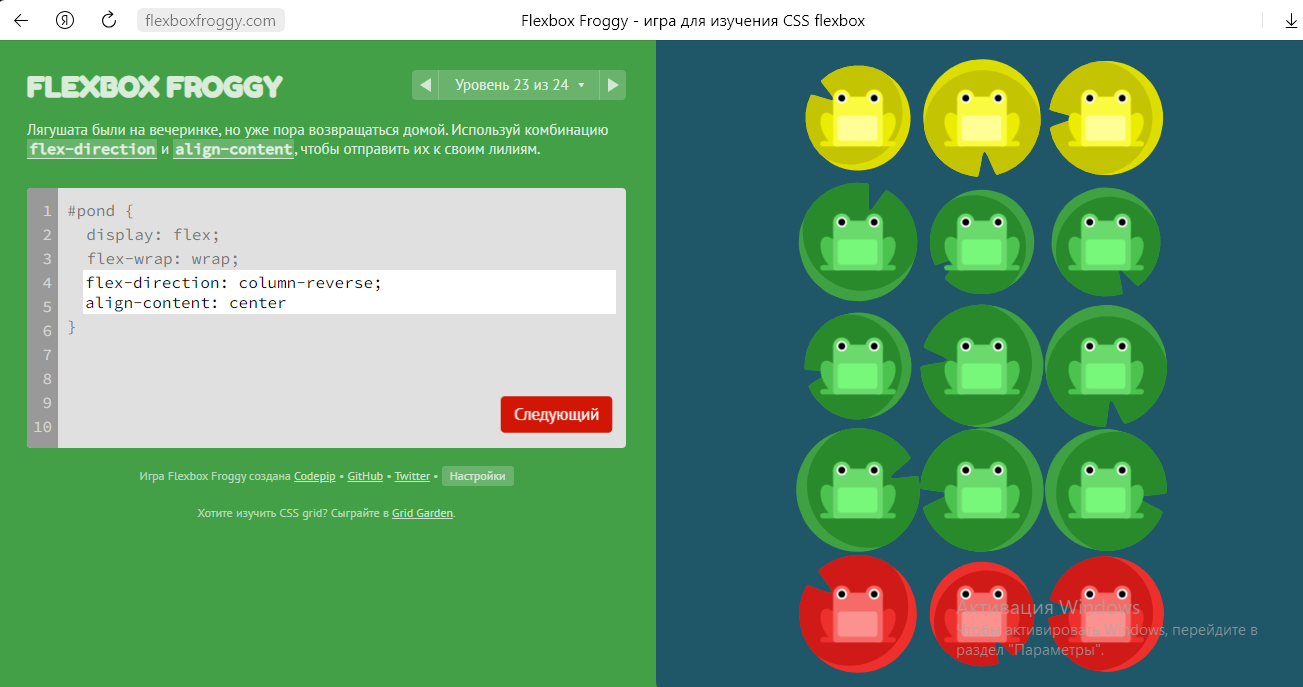 flexboxfroggy.com
Flexbox Froggy - игра для изучения CSS flexbox
FLEXBOX FROGGY
Уровень 23 из 24
Лягушата были на вечеринке, но уже пора возвращаться домой. Используй комбинацию
flex-direction и align-content, чтобы отправить их к своим лилиям.
1 #pond {
2 display: flex;
3 flex-wrap: wrap;
4 flex-direction: column-reverse;
5 align-content: center
6 }
7
8
9
10
Следующий
Игра Flexbox Froggy создана Codepip • GitHub • Twitter • Настройки
Хотите изучить CSS grid? Сыграйте в Grid Garden.
Активация Windows
Чтобы активировать Windows, перейдите в
раздел "Параметры".